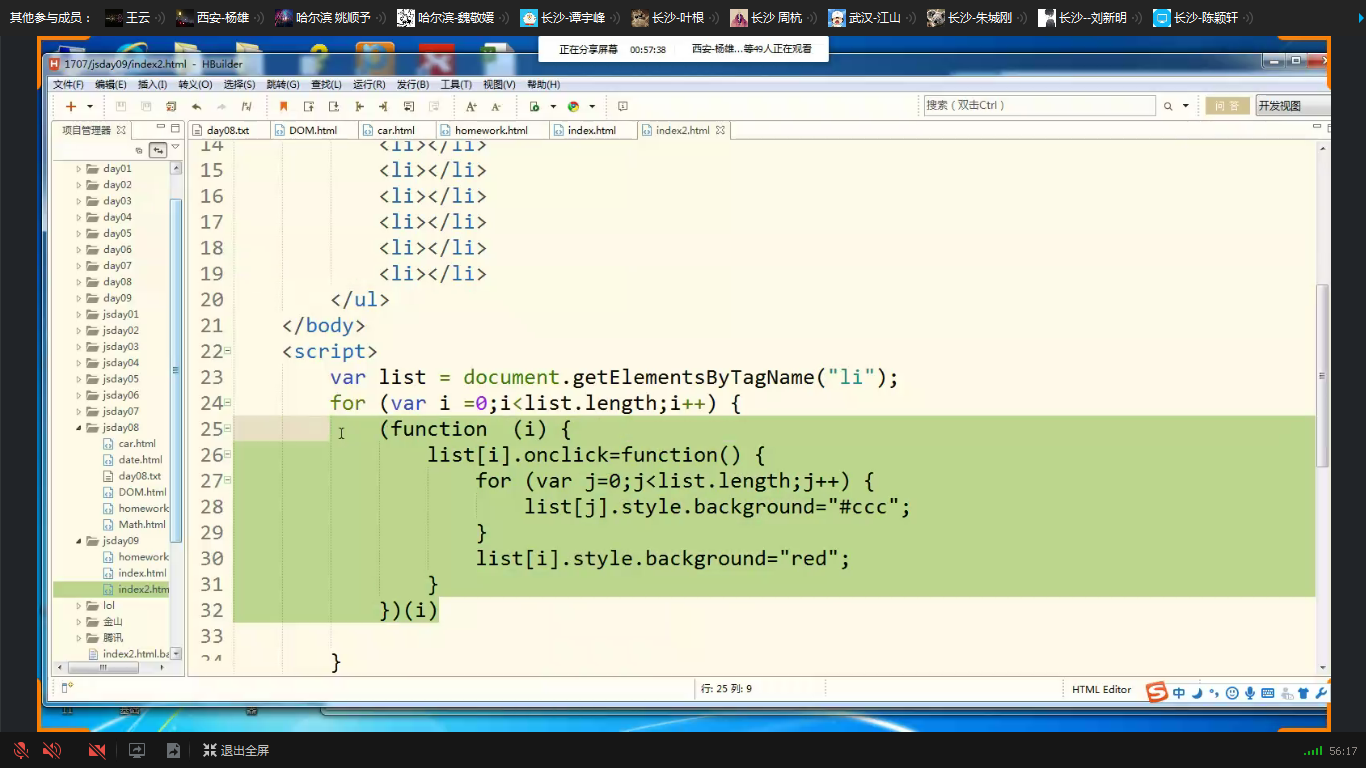 其他参与成员： 王云 西安-杨雄 哈尔滨 姚顺予 哈尔滨-魏敬媛 长沙-谭宇峰 长沙-叶根 长沙 周杭 武汉-江山 长沙-朱城刚 长沙--刘新明 长沙-陈颖轩
正在分享屏幕 00:57:38 西安-杨雄...等49人正在观看
1707/jsday09/index2.html - HBuilder
文件(F) 编辑(E) 插入(I) 转义(O) 选择(S) 跳转(G) 查找(L) 运行(R) 发行(B) 工具(T) 视图(V) 帮助(H)
搜索（双击Ctrl） 问 答 开发视图
项目管理器 day08.txt DOM.html car.html homework.html index.html index2.html
day01
day02
day03
day04
day05
day06
day07
day08
day09
jsday01
jsday02
jsday03
jsday04
jsday05
jsday06
jsday07
jsday08
car.html
date.html
day08.txt
DOM.html
homework
Math.html
jsday09
homework
index.html
index2.htm
lol
金山
腾讯
index2.html.ba
14 <li></li>
15 <li></li>
16 <li></li>
17 <li></li>
18 <li></li>
19 <li></li>
20 </ul>
21 </body>
22 <script>
23 var list = document.getElementsByTagName("li");
24 for (var i =0;i<list.length;i++) {
25 (function  (i) {
26 list[i].onclick=function() {
27 for (var j=0;j<list.length;j++) {
28 list[j].style.background="#ccc";
29 }
30 list[i].style.background="red";
31 }
32 })(i)
33
34 }
行: 25 列: 9 HTML Editor 中
退出全屏 56:17